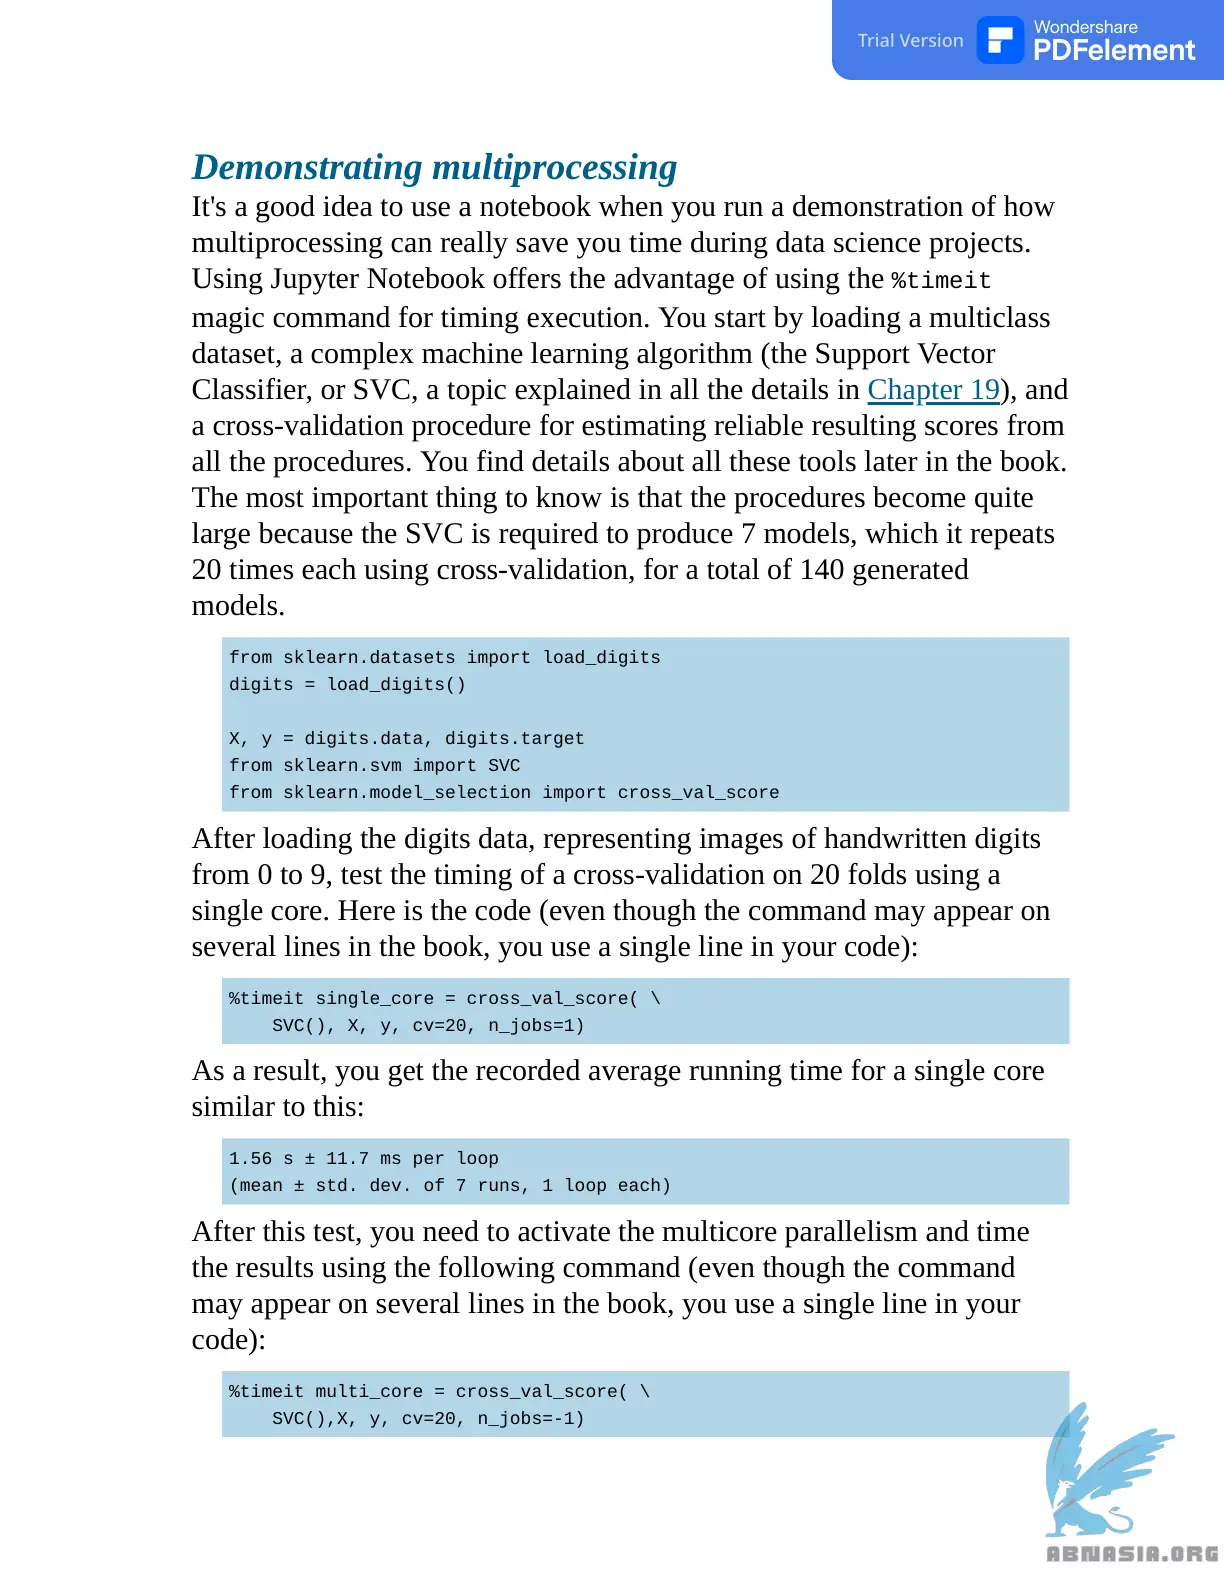 Trial Version
Wondershare
PDFelement
Demonstrating multiprocessing
It's a good idea to use a notebook when you run a demonstration of how
multiprocessing can really save you time during data science projects.
Using Jupyter Notebook offers the advantage of using the %timeit
magic command for timing execution. You start by loading a multiclass
dataset, a complex machine learning algorithm (the Support Vector
Classifier, or SVC, a topic explained in all the details in Chapter 19), and
a cross-validation procedure for estimating reliable resulting scores from
all the procedures. You find details about all these tools later in the book.
The most important thing to know is that the procedures become quite
large because the SVC is required to produce 7 models, which it repeats
20 times each using cross-validation, for a total of 140 generated
models.
from sklearn.datasets import load_digits
digits = load_digits()
X, y = digits.data, digits.target
from sklearn.svm import SVC
from sklearn.model_selection import cross_val_score
After loading the digits data, representing images of handwritten digits
from 0 to 9, test the timing of a cross-validation on 20 folds using a
single core. Here is the code (even though the command may appear on
several lines in the book, you use a single line in your code):
%timeit single_core = cross_val_score( \
    SVC(), X, y, cv=20, n_jobs=1)
As a result, you get the recorded average running time for a single core
similar to this:
1.56 s ± 11.7 ms per loop
(mean ± std. dev. of 7 runs, 1 loop each)
After this test, you need to activate the multicore parallelism and time
the results using the following command (even though the command
may appear on several lines in the book, you use a single line in your
code):
%timeit multi_core = cross_val_score( \
    SVC(),X, y, cv=20, n_jobs=-1)
ABNASIA.ORG